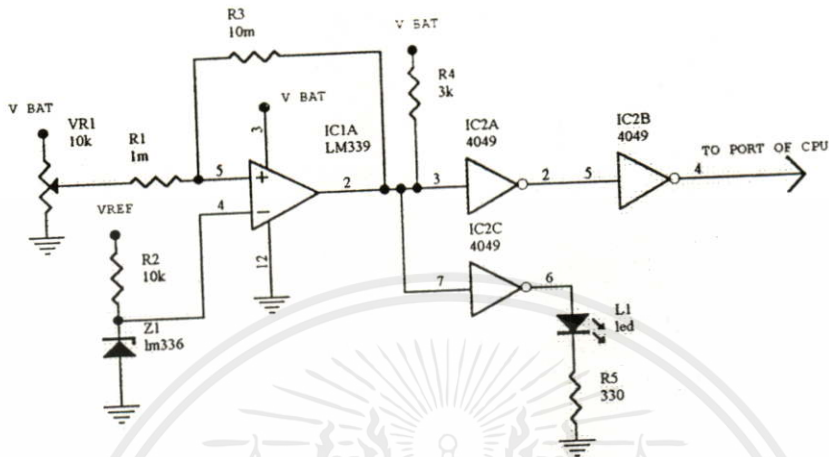 R3
10m
V BAT
R4
3k
V BAT
V BAT
VR1
10k
R1
1m
3
IC1A
LM339
5
+
2
4
−
12
VREF
R2
10k
Z1
lm336
IC2A
4049
3
2
IC2B
4049
5
4
TO PORT OF CPU
IC2C
4049
7
6
L1
led
R5
330